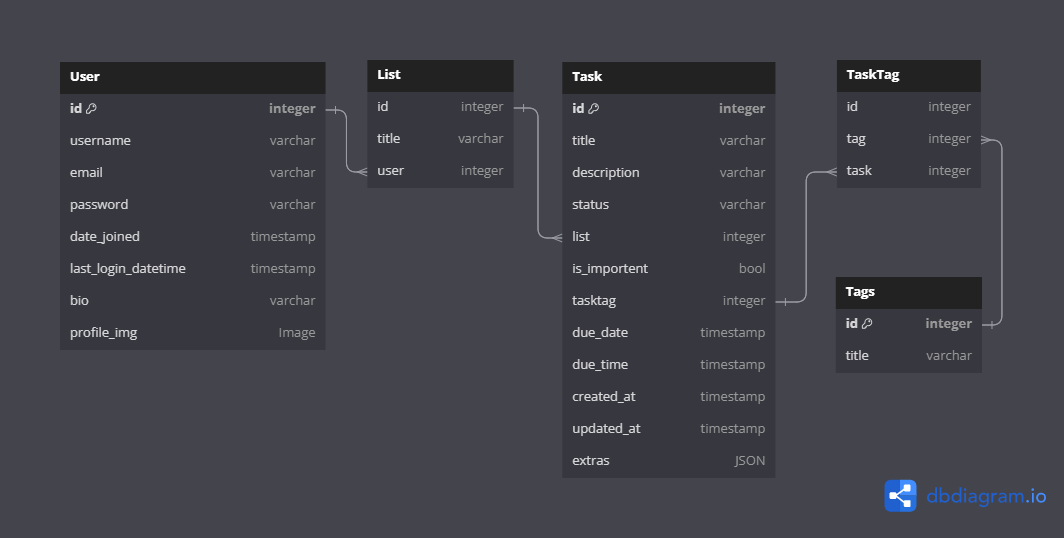 User
id integer
username varchar
email varchar
password varchar
date_joined timestamp
last_login_datetime timestamp
bio varchar
profile_img Image
List
id integer
title varchar
user integer
Task
id integer
title varchar
description varchar
status varchar
list integer
is_importent bool
tasktag integer
due_date timestamp
due_time timestamp
created_at timestamp
updated_at timestamp
extras JSON
TaskTag
id integer
tag integer
task integer
Tags
id integer
title varchar
dbdiagram.io